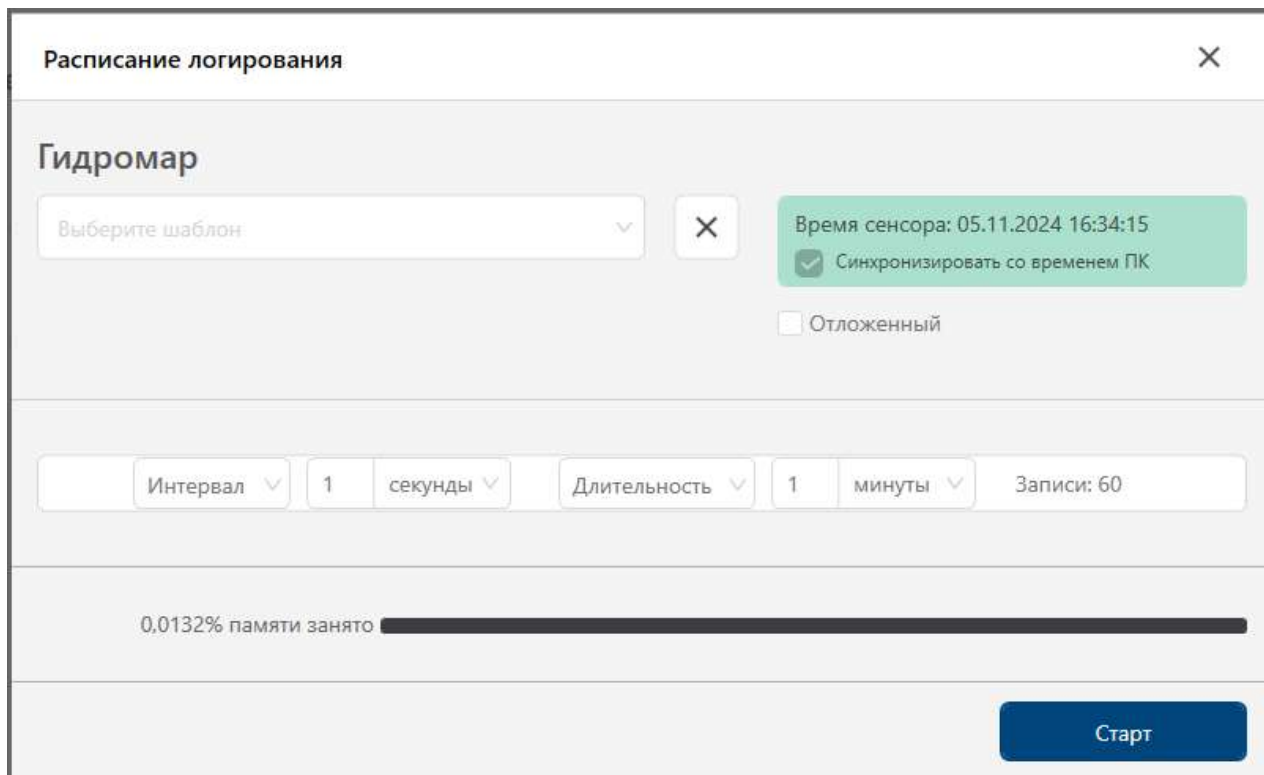 Расписание логирования
Гидромар
Выберите шаблон
Время сенсора: 05.11.2024 16:34:15
Синхронизировать со временем ПК
Отложенный
Интервал 1 секунды Длительность 1 минуты Записи: 60
0,0132% памяти занято
Старт